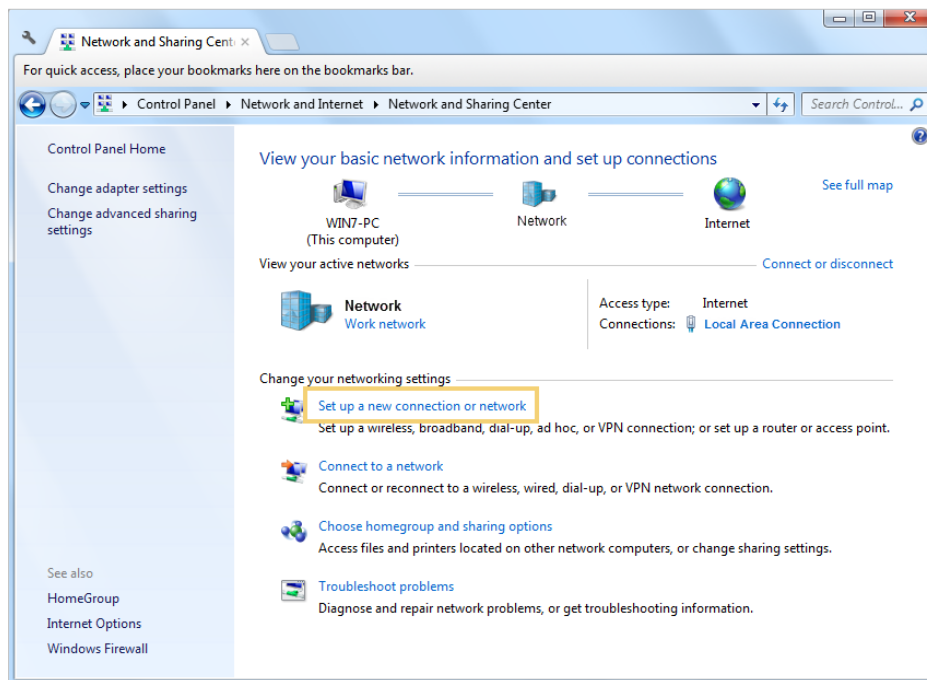 Network and Sharing Cent
For quick access, place your bookmarks here on the bookmarks bar.
Control Panel Network and Internet Network and Sharing Center
Search Control...
Control Panel Home
Change adapter settings
Change advanced sharing
settings
View your basic network information and set up connections
See full map
WIN7-PC
(This computer)
Network
Internet
View your active networks
Connect or disconnect
Network
Work network
Access type: Internet
Connections: Local Area Connection
Change your networking settings
Set up a new connection or network
Set up a wireless, broadband, dial-up, ad hoc, or VPN connection; or set up a router or access point.
Connect to a network
Connect or reconnect to a wireless, wired, dial-up, or VPN network connection.
Choose homegroup and sharing options
Access files and printers located on other network computers, or change sharing settings.
Troubleshoot problems
Diagnose and repair network problems, or get troubleshooting information.
See also
HomeGroup
Internet Options
Windows Firewall